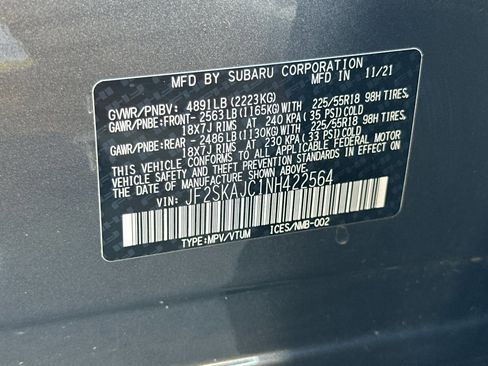 MFD BY SUBARU CORPORATION 11/21
GVWR/PNBV: 4891LB(2223KG)
GAWR/PNBE:FRONT- 2563LB(1165KG)WITH 225/55R18 98H TIRES,
18X7J RIMS AT 240 KPA( 35 PSI)COLD
GAWR/PNBE:REAR - 2486LB(1130KG)WITH 225/55R18 98H TIRES,
18X7J RIMS AT 230 KPA( 33 PSI)COLD
THIS VEHICLE CONFORMS TO ALL APPLICABLE FEDERAL MOTOR
VEHICLE SAFETY AND THEFT PREVENTION STANDARDS IN EFFECT ON
THE DATE OF MANUFACTURE SHOWN ABOVE.
VIN: JF2SKAJC1NH422564
TYPE:MPV/VTUM ICES/NMB-002